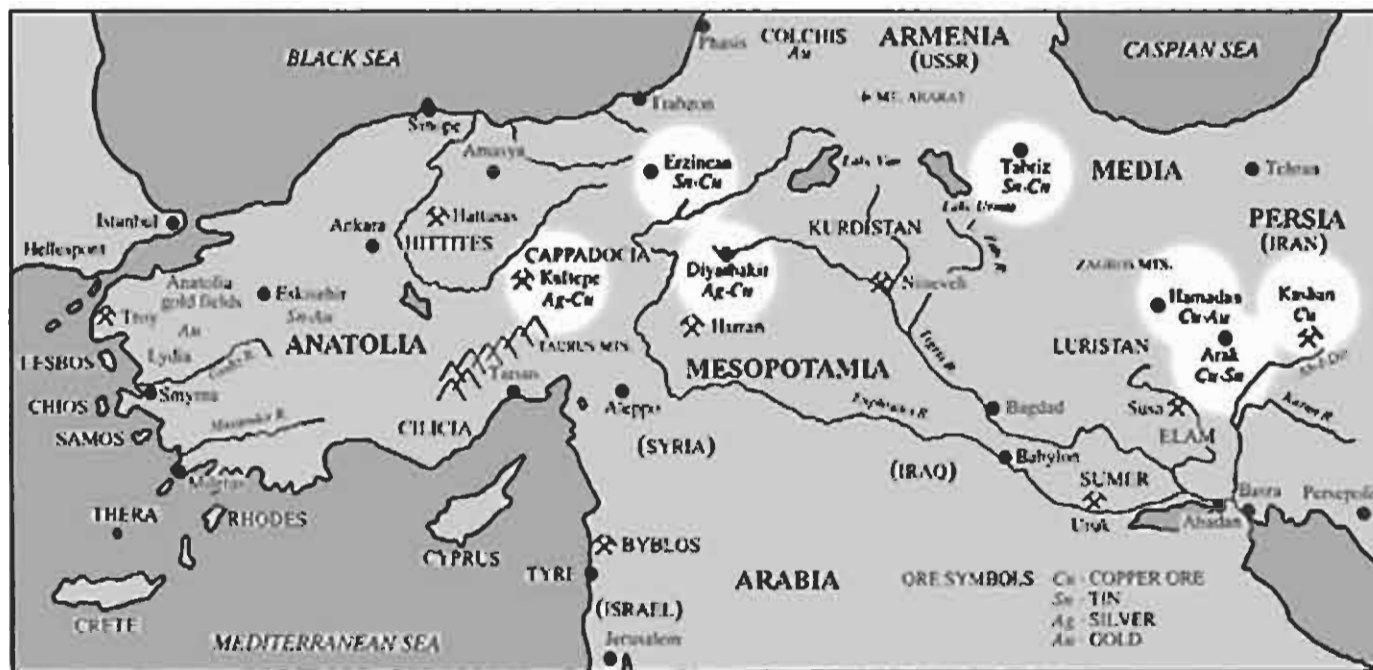 BLACK SEA
Phasis
COLCHIS
Au
ARMENIA
(USSR)
CASPIAN SEA
MT. ARARAT
Trabzon
Sinope
Amasya
Erzincan
Sn-Cu
Lake Van
Tabriz
Sn-Cu
MEDIA
Tehran
Lake Urmia
Istanbul
Ankara
Hattusas
HITTITES
Hellespont
CAPPADOCIA
Kultepe
Ag-Cu
Diyarbakir
Ag-Cu
KURDISTAN
PERSIA
(IRAN)
ZAGROS MTS.
Anatolia
gold fields
Au
Eskisehir
Sn-Au
Troy
Nineveh
Hamadan
Cu-Au
Kashan
Cu
Harran
ANATOLIA
TAURUS MTS.
LURISTAN
Arak
Cu-Sn
LESBOS
Lydia
MESOPOTAMIA
Tigris R.
Smyrna
Tarsus
Aleppo
Euphrates R.
Bagdad
Susa
Karun R.
CHIOS
SAMOS
Maeander R.
CILICIA
(SYRIA)
ELAM
(IRAQ)
Babylon
Miletus
SUMER
Uruk
Abadan
Basra
Persepolis
THERA
RHODES
CYPRUS
BYBLOS
TYRE
ARABIA
CRETE
(ISRAEL)
Jerusalem
MEDITERRANEAN SEA
ORE SYMBOLS
Cu - COPPER ORE
Sn - TIN
Ag - SILVER
Au - GOLD